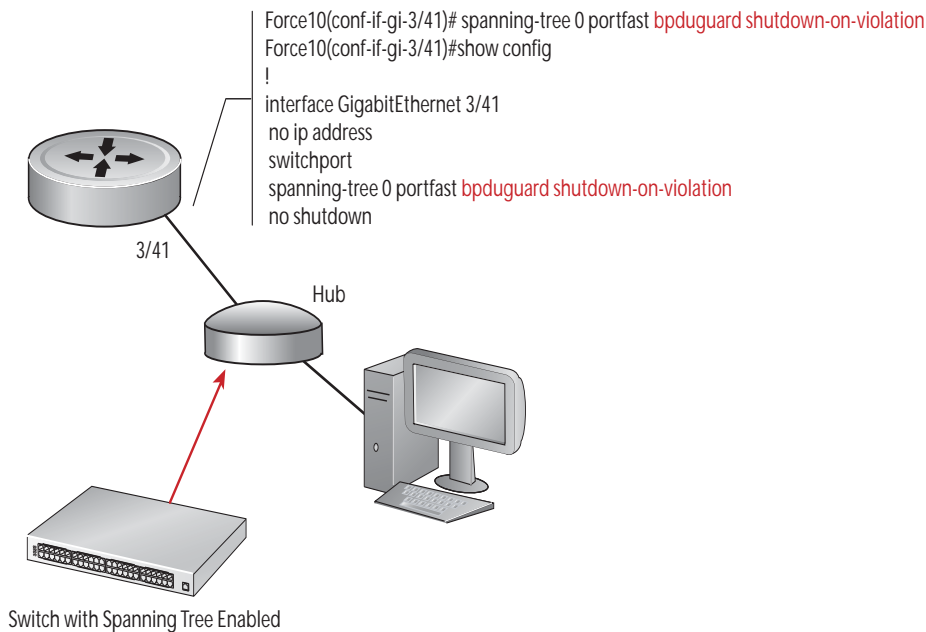 Force10(conf-if-gi-3/41)# spanning-tree 0 portfast bpduguard shutdown-on-violation
Force10(conf-if-gi-3/41)#show config
!
interface GigabitEthernet 3/41
no ip address
switchport
spanning-tree 0 portfast bpduguard shutdown-on-violation
no shutdown
3/41
Hub
Switch with Spanning Tree Enabled